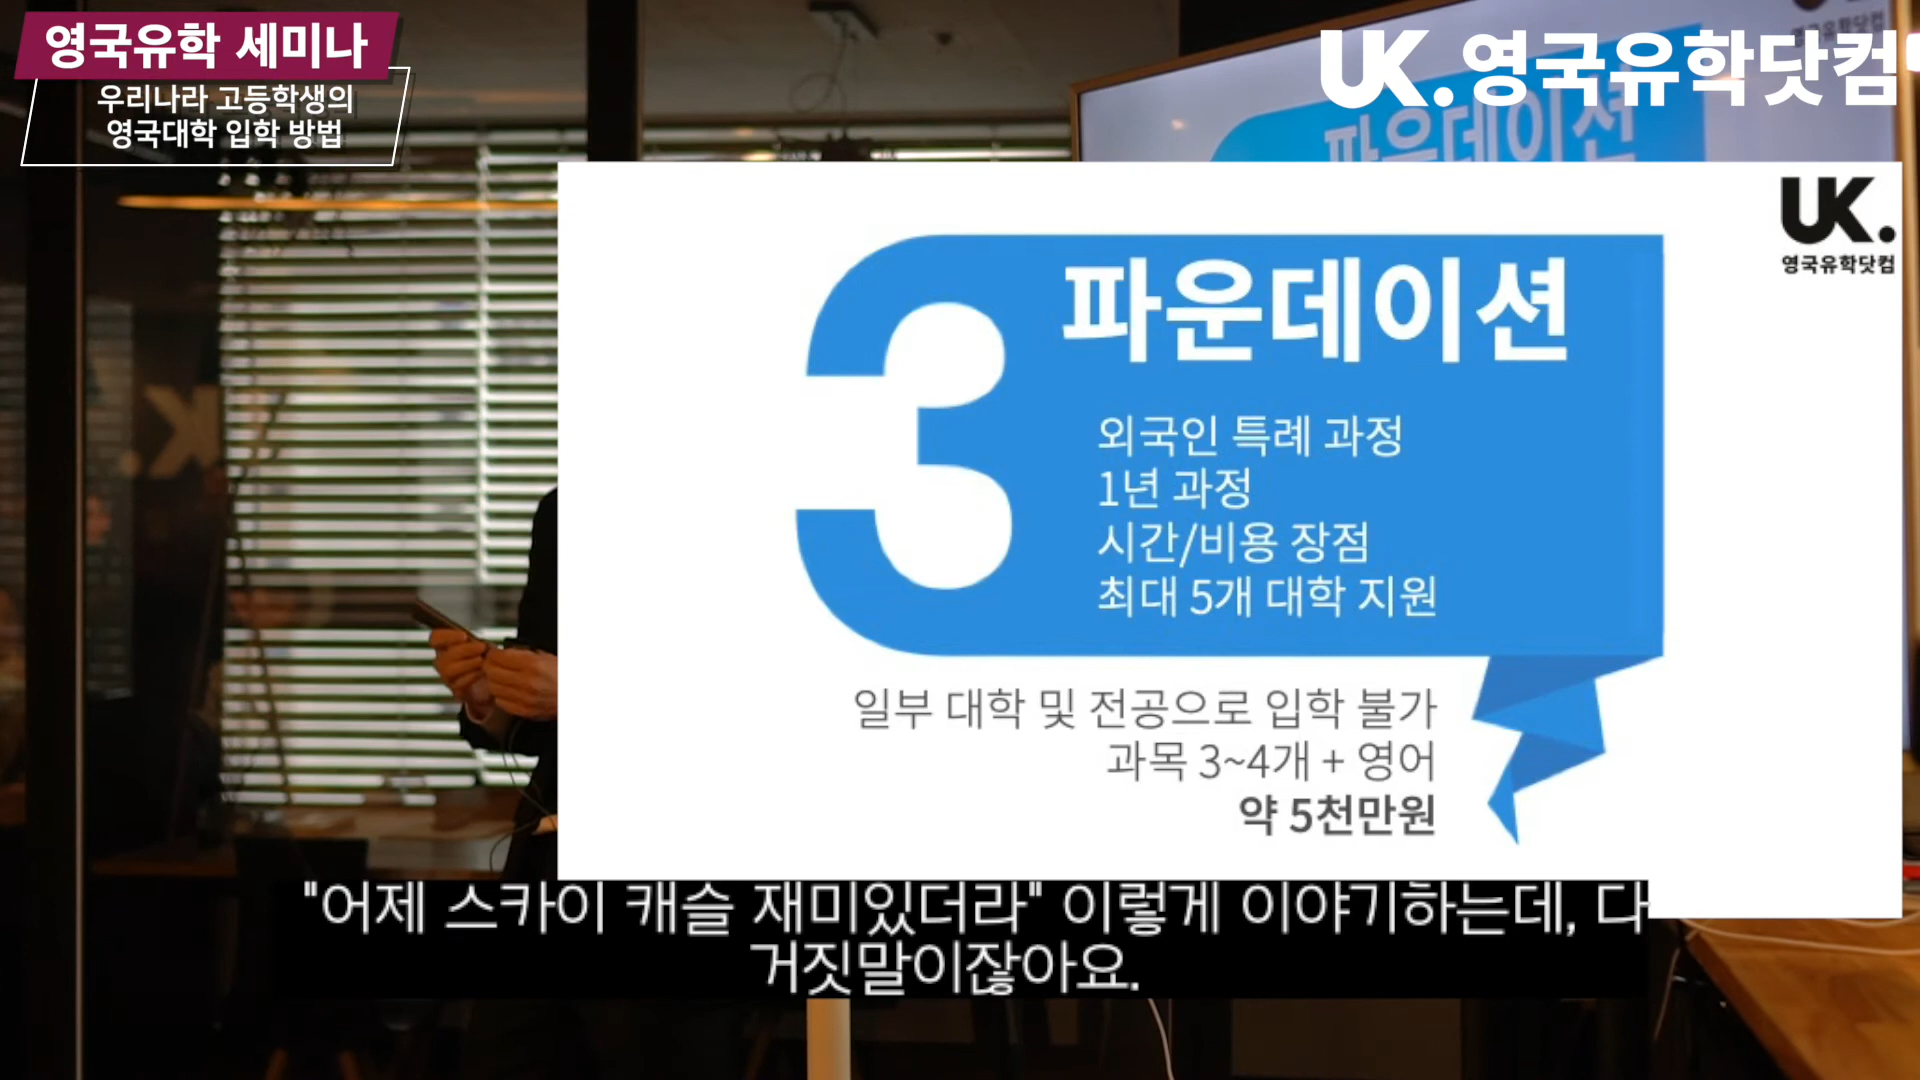 영국유학 세미나
우리나라 고등학생의
영국대학 입학 방법
UK.영국유학닷컴
파운데이션
UK.
영국유학닷컴
3
파운데이션
외국인 특례 과정
1년 과정
시간/비용 장점
최대 5개 대학 지원
일부 대학 및 전공으로 입학 불가
과목 3~4개 + 영어
약 5천만원
"어제 스카이 캐슬 재미있더라" 이렇게 이야기하는데, 다
거짓말이잖아요.